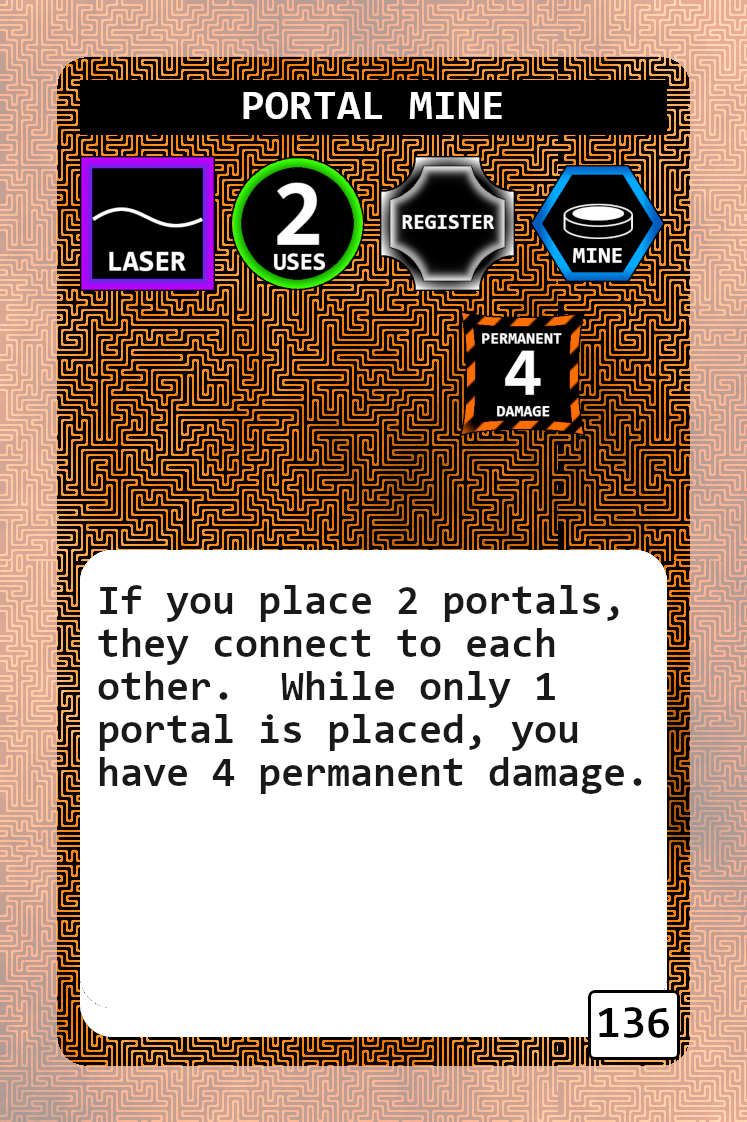 PORTAL MINE
LASER
2
USES
REGISTER
MINE
PERMANENT
4
DAMAGE
If you place 2 portals,
they connect to each
other.  While only 1
portal is placed, you
have 4 permanent damage.
136